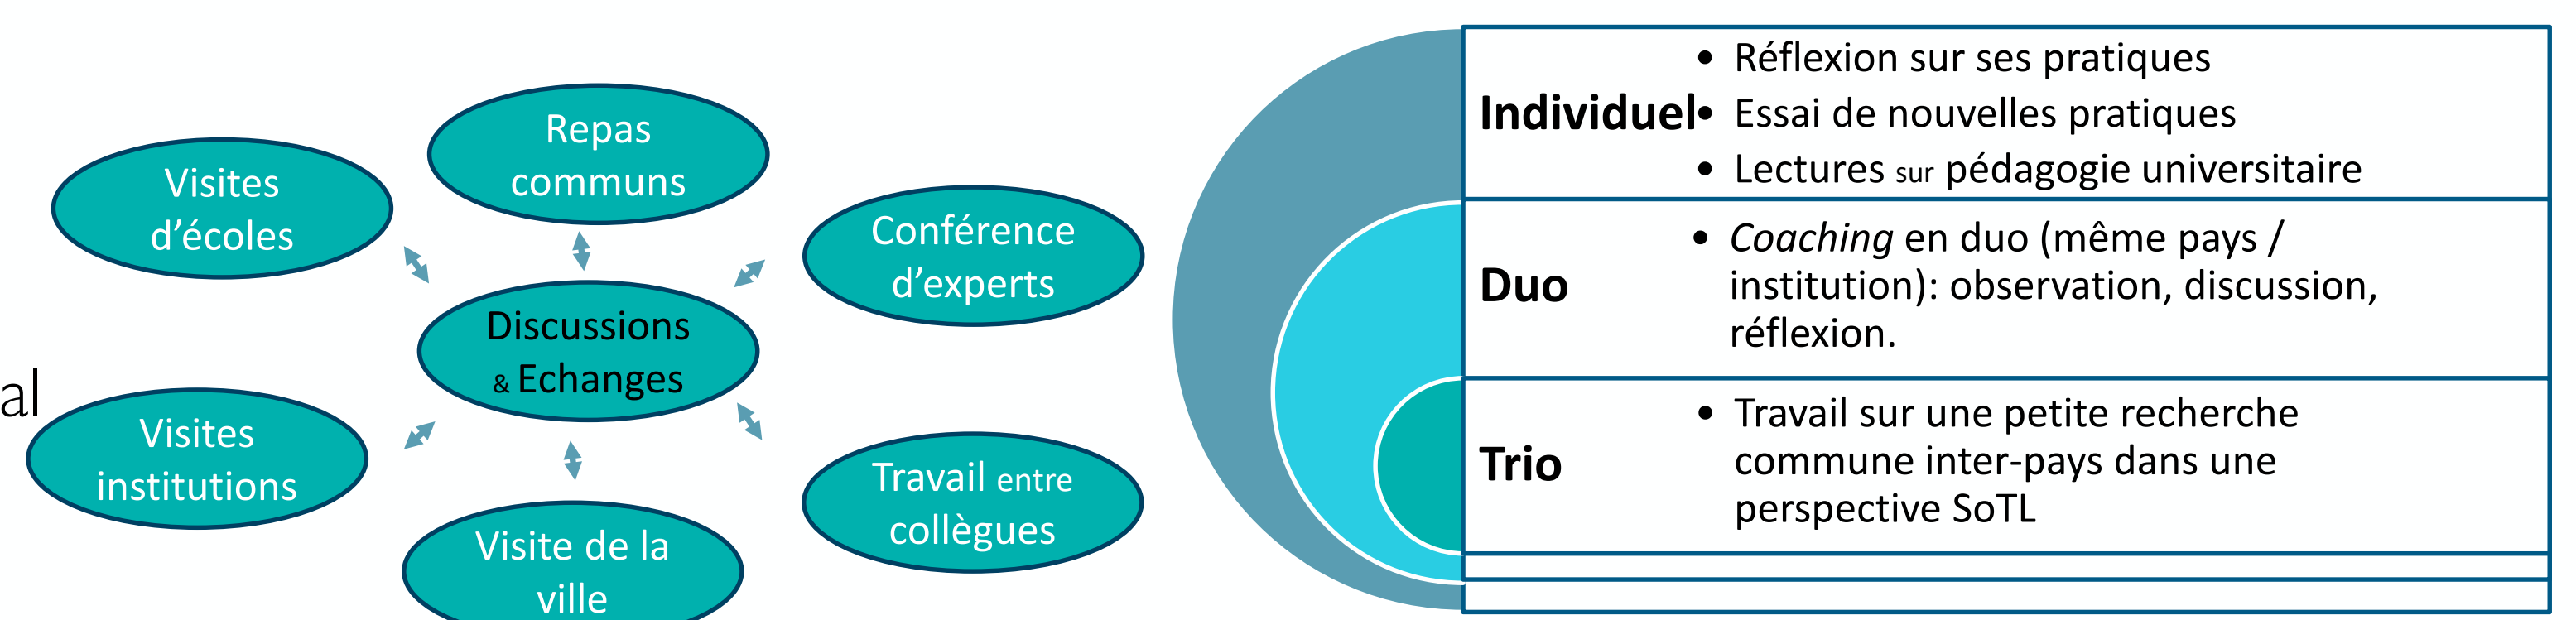 Repas
communs
Visites
d’écoles
Conférence
d’experts
Discussions
& Echanges
al
Visites
institutions
Travail entre
collègues
Visite de la
ville
Individuel
• Réflexion sur ses pratiques
• Essai de nouvelles pratiques
• Lectures sur pédagogie universitaire
Duo
• Coaching en duo (même pays /
institution): observation, discussion,
réflexion.
Trio
• Travail sur une petite recherche
commune inter-pays dans une
perspective SoTL